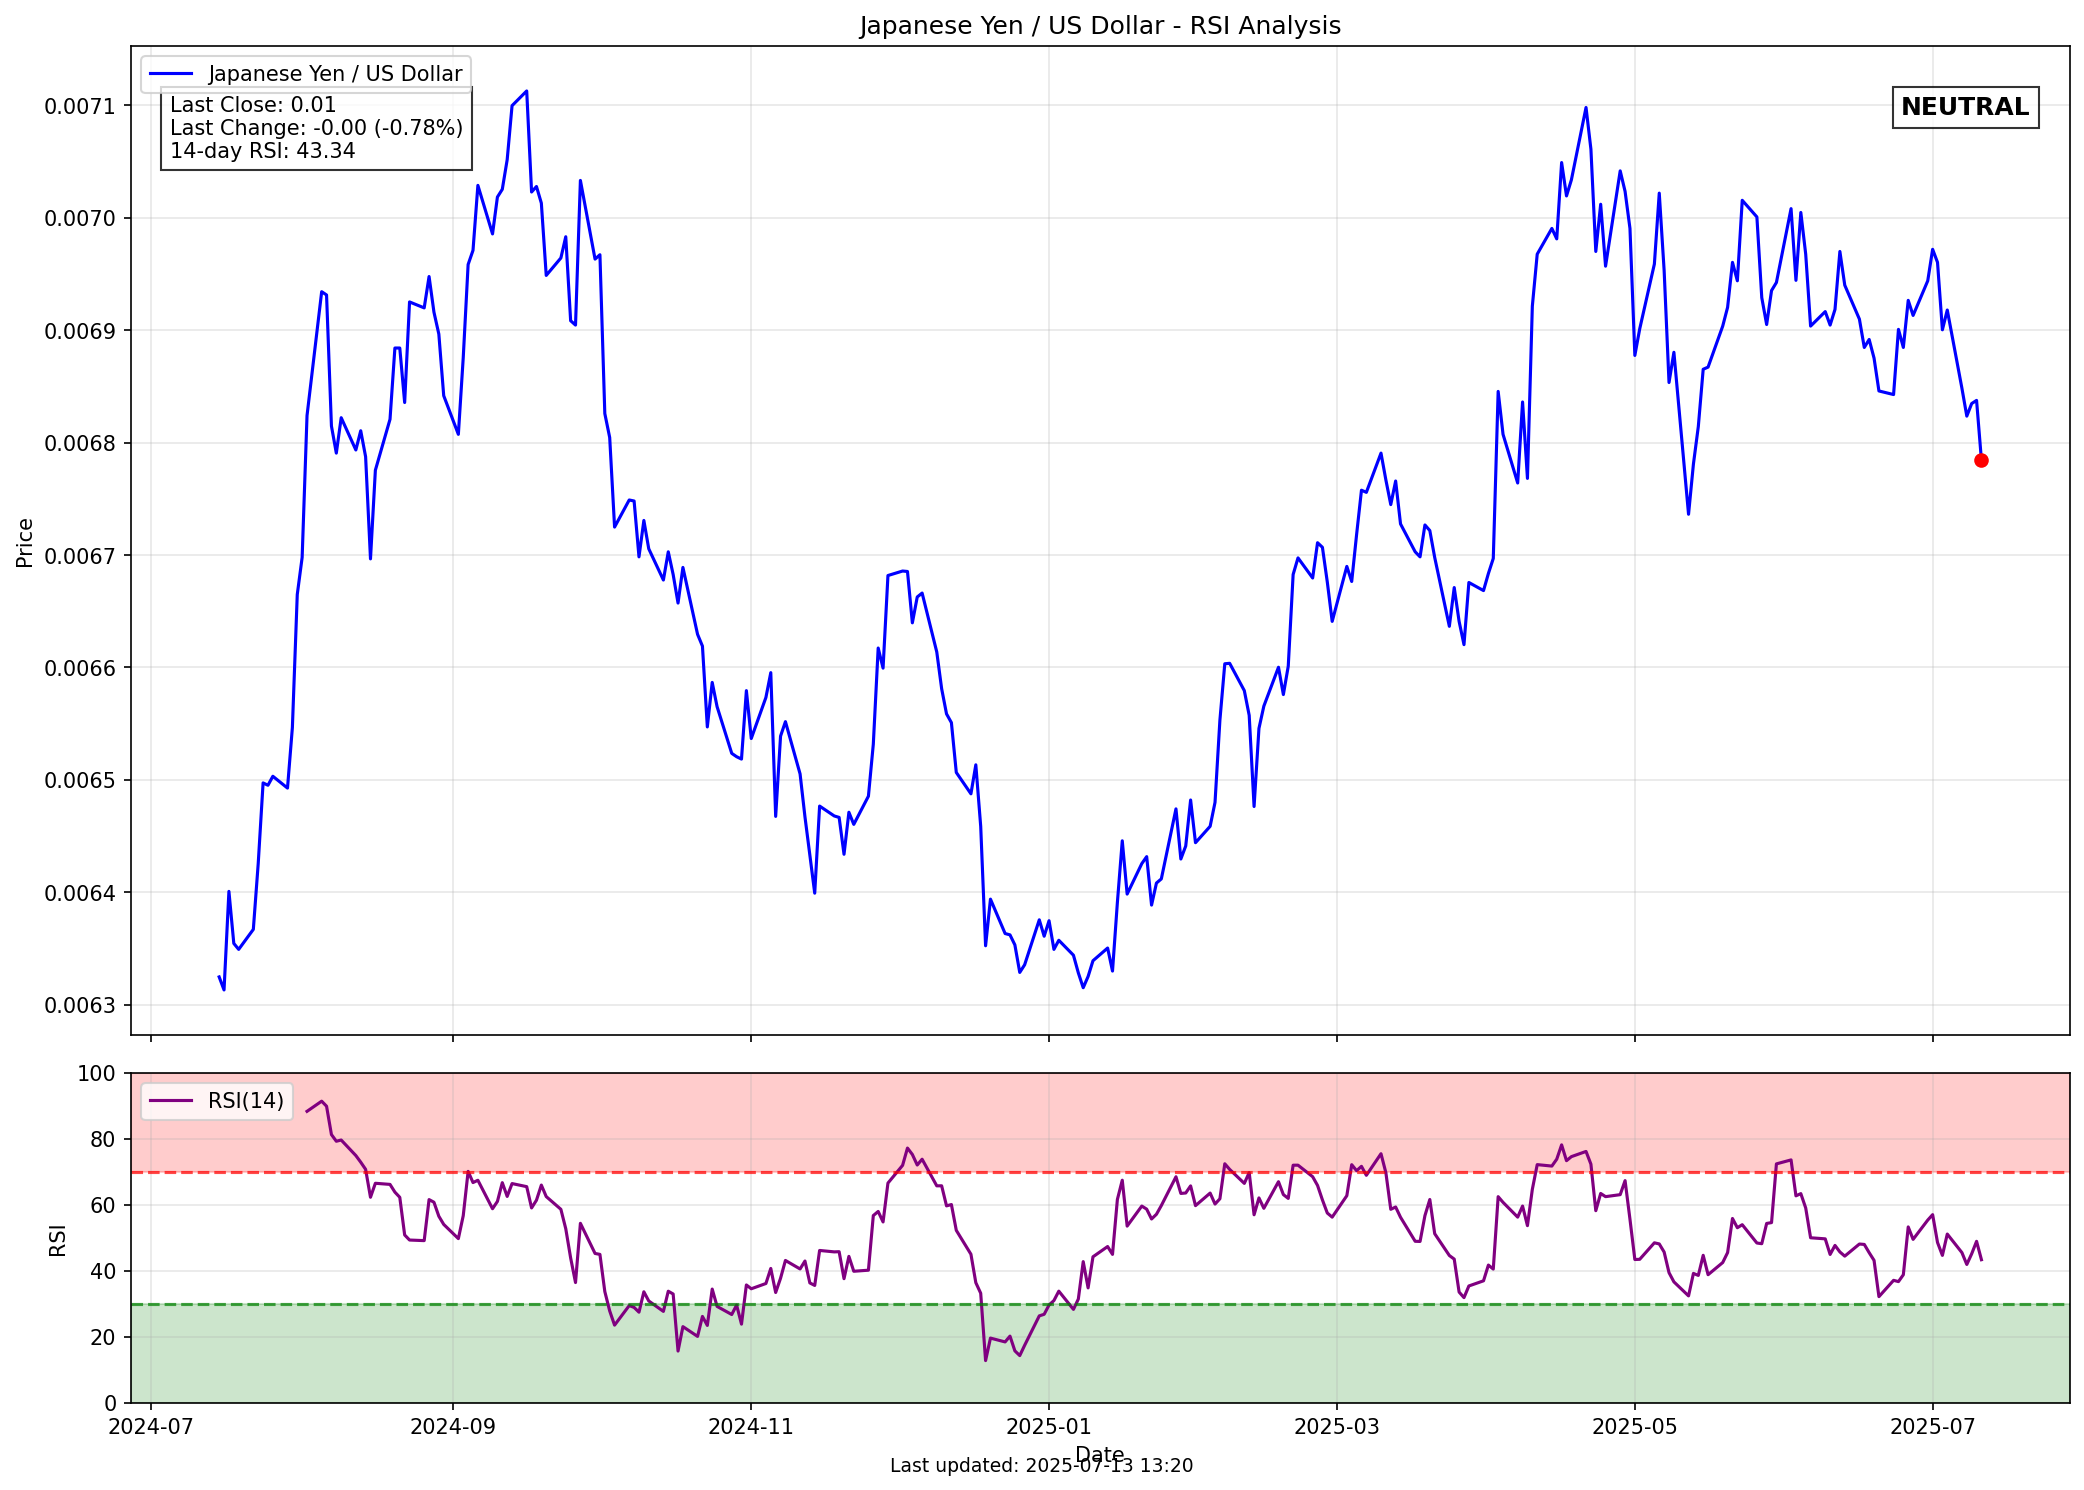 Japanese Yen / US Dollar - RSI Analysis
Japanese Yen / US Dollar
Last Close: 0.01
Last Change: -0.00 (-0.78%)
14-day RSI: 43.34
NEUTRAL
0.0071
0.0070
0.0069
0.0068
0.0067
0.0066
0.0065
0.0064
0.0063
Price
RSI(14)
100
80
60
40
20
0
RSI
2024-07
2024-09
2024-11
2025-01
2025-03
2025-05
2025-07
Date
Last updated: 2025-07-13 13:20